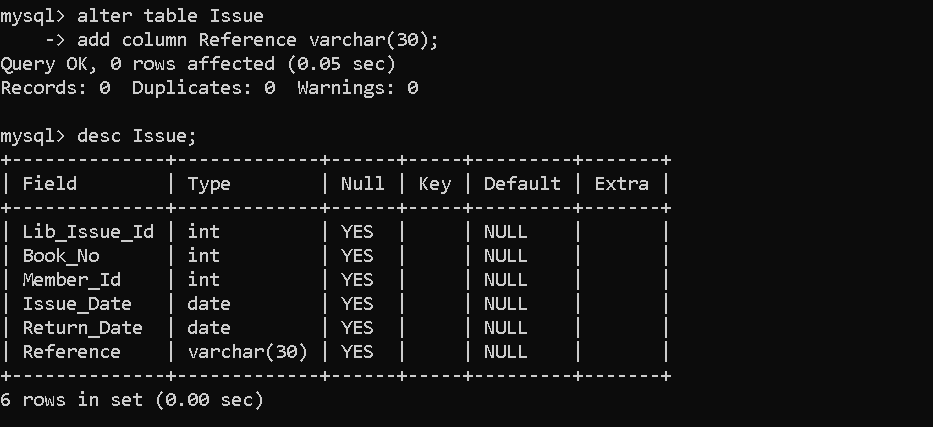 mysql> alter table Issue
    -> add column Reference varchar(30);
Query OK, 0 rows affected (0.05 sec)
Records: 0  Duplicates: 0  Warnings: 0

mysql> desc Issue;
+--------------+-------------+------+-----+---------+-------+
| Field        | Type        | Null | Key | Default | Extra |
+--------------+-------------+------+-----+---------+-------+
| Lib_Issue_Id | int         | YES  |     | NULL    |       |
| Book_No      | int         | YES  |     | NULL    |       |
| Member_Id    | int         | YES  |     | NULL    |       |
| Issue_Date   | date        | YES  |     | NULL    |       |
| Return_Date  | date        | YES  |     | NULL    |       |
| Reference    | varchar(30) | YES  |     | NULL    |       |
+--------------+-------------+------+-----+---------+-------+
6 rows in set (0.00 sec)